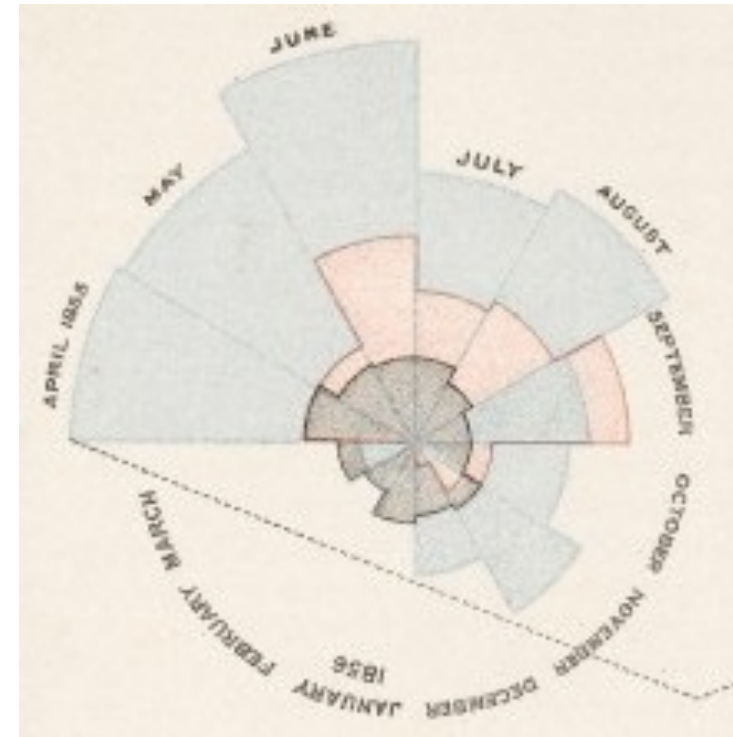 APRIL 1855
MAY
JUNE
JULY
AUGUST
SEPTEMBER
OCTOBER
NOVEMBER
DECEMBER
JANUARY
1856
FEBRUARY
MARCH